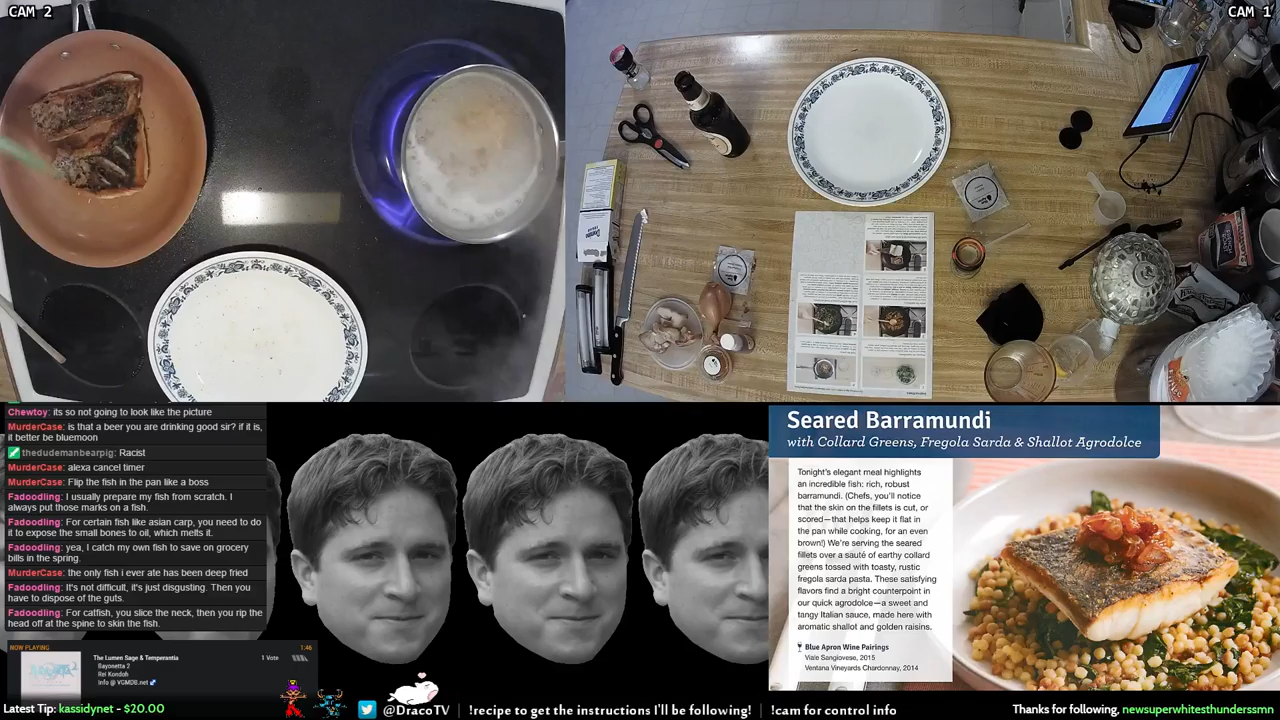 CAM 2
CAM 1
Chewtoy: its so not going to look like the picture
MurderCase: is that a beer you are drinking good sir? if it is,
it better be bluemoon
thedudemanbearpig: Racist
MurderCase: alexa cancel timer
MurderCase: Flip the fish in the pan like a boss
Fadoodling: I usually prepare my fish from scratch. I
always put those marks on a fish.
Fadoodling: For certain fish like asian carp, you need to do
it to expose the small bones to oil, which melts it.
Fadoodling: yea, I catch my own fish to save on grocery
bills in the spring.
MurderCase: the only fish i ever ate has been deep fried
Fadoodling: It's not difficult, it's just disgusting. Then you
have to dispose of the guts.
Fadoodling: For catfish, you slice the neck, then you rip the
head off at the spine to skin the fish.
NOW PLAYING
1:46
The Lumen Sage & Temperantia
1 Vote
Bayonetta 2
Rei Kondoh
Info @ VGMDB.net
Seared Barramundi
with Collard Greens, Fregola Sarda & Shallot Agrodolce
Tonight's elegant meal highlights
an incredible fish: rich, robust
barramundi. (Chefs, you'll notice
that the skin on the fillets is cut, or
scored—that helps keep it flat in
the pan while cooking, for an even
brown!) We're serving the seared
fillets over a sauté of earthy collard
greens tossed with toasty, rustic
fregola sarda pasta. These satisfying
flavors find a bright counterpoint in
our quick agrodolce—a sweet and
tangy Italian sauce, made here with
aromatic shallot and golden raisins.
Blue Apron Wine Pairings
Viale Sangiovese, 2015
Ventana Vineyards Chardonnay, 2014
Latest Tip: kassidynet - $20.00
@DracoTV
!recipe to get the instructions I'll be following!
!cam for control info
Thanks for following, newsuperwhitesthunderssmn